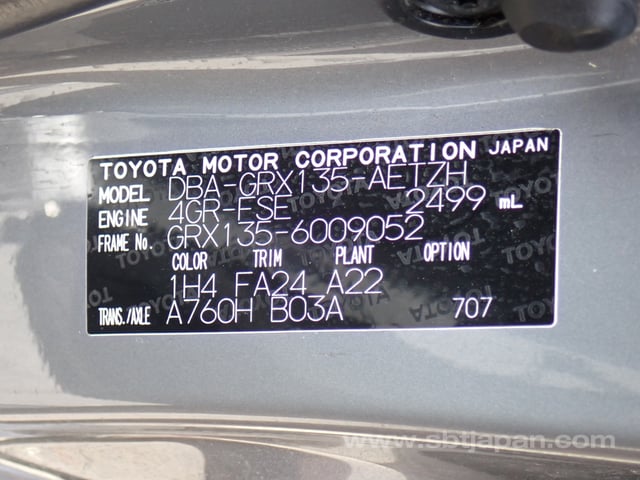 TOYOTA MOTOR CORPORATION JAPAN
MODEL DBA-GRX135-AETZH
ENGINE 4GR-FSE 2499 mL
FRAME No. GRX135-6009052
COLOR TRIM PLANT OPTION
1H4 FA24 A22
TRANS./AXLE A760H B03A 707
www.sbtjapan.com